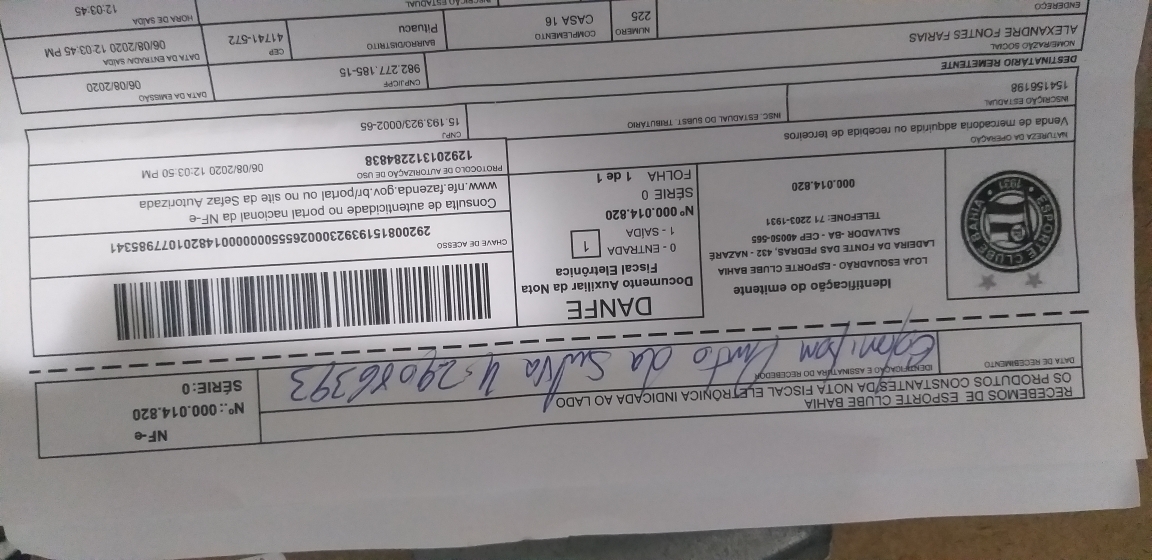 RECEBEMOS DE ESPORTE CLUBE BAHIA
OS PRODUTOS CONSTANTES DA NOTA FISCAL ELETRÔNICA INDICADA AO LADO
DATA DE RECEBIMENTO
IDENTIFICAÇÃO E ASSINATURA DO RECEBEDOR
da Silva
NF-e
Nº.: 000.014.820
SÉRIE: 0
ESPORTE CLUBE BAHIA
1931
Identificação do emitente
LOJA ESQUADRÃO - ESPORTE CLUBE BAHIA
LADEIRA DA FONTE DAS PEDRAS, 432 - NAZARÉ
SALVADOR -BA - CEP 40050-565
TELEFONE: 71 2203-1931
000.014.820
DANFE
Documento Auxiliar da Nota
Fiscal Eletrônica
0 - ENTRADA
1 - SAÍDA
1
Nº 000.014.820
SÉRIE 0
FOLHA 1 de 1
CHAVE DE ACESSO
Consulta de autenticidade no portal nacional da NF-e
www.nfe.fazenda.gov.br/portal ou no site da Sefaz Autorizada
NATUREZA DA OPERAÇÃO
Venda de mercadoria adquirida ou recebida de terceiros
PROTOCOLO DE AUTORIZAÇÃO DE USO
129201312284838 06/08/2020 12:03:50 PM
INSCRIÇÃO ESTADUAL
154156198
INSC. ESTADUAL DO SUBST. TRIBUTÁRIO
CNPJ
15.193.923/0002-65
DESTINATÁRIO REMETENTE
NOME/RAZÃO SOCIAL
ALEXANDRE FONTES FARIAS
CNPJ/CPF
982.277.185-15
DATA DA EMISSÃO
06/08/2020
ENDEREÇO
NUMERO
225
COMPLEMENTO
CASA 16
BAIRRO/DISTRITO
Pituacu
CEP
41741-572
DATA DA ENTRADA/ SAÍDA
06/08/2020 12:03:45 PM
INSCRIÇÃO ESTADUAL
HORA DE SAÍDA
12:03:45